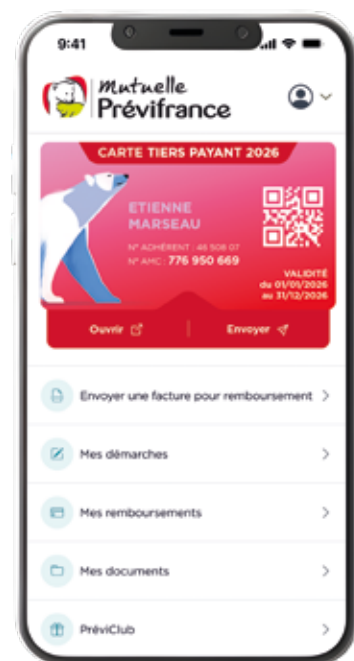 9:41
Mutuelle
Prévifrance
CARTE TIERS PAYANT 2026
ETIENNE
MARSEAU
N° ADHÉRENT : 46 508 07
N° AMC : 776 950 669
VALIDITÉ
du 01/01/2026
au 31/12/2026
Ouvrir
Envoyer
Envoyer une facture pour remboursement
Mes démarches
Mes remboursements
Mes documents
PréviClub